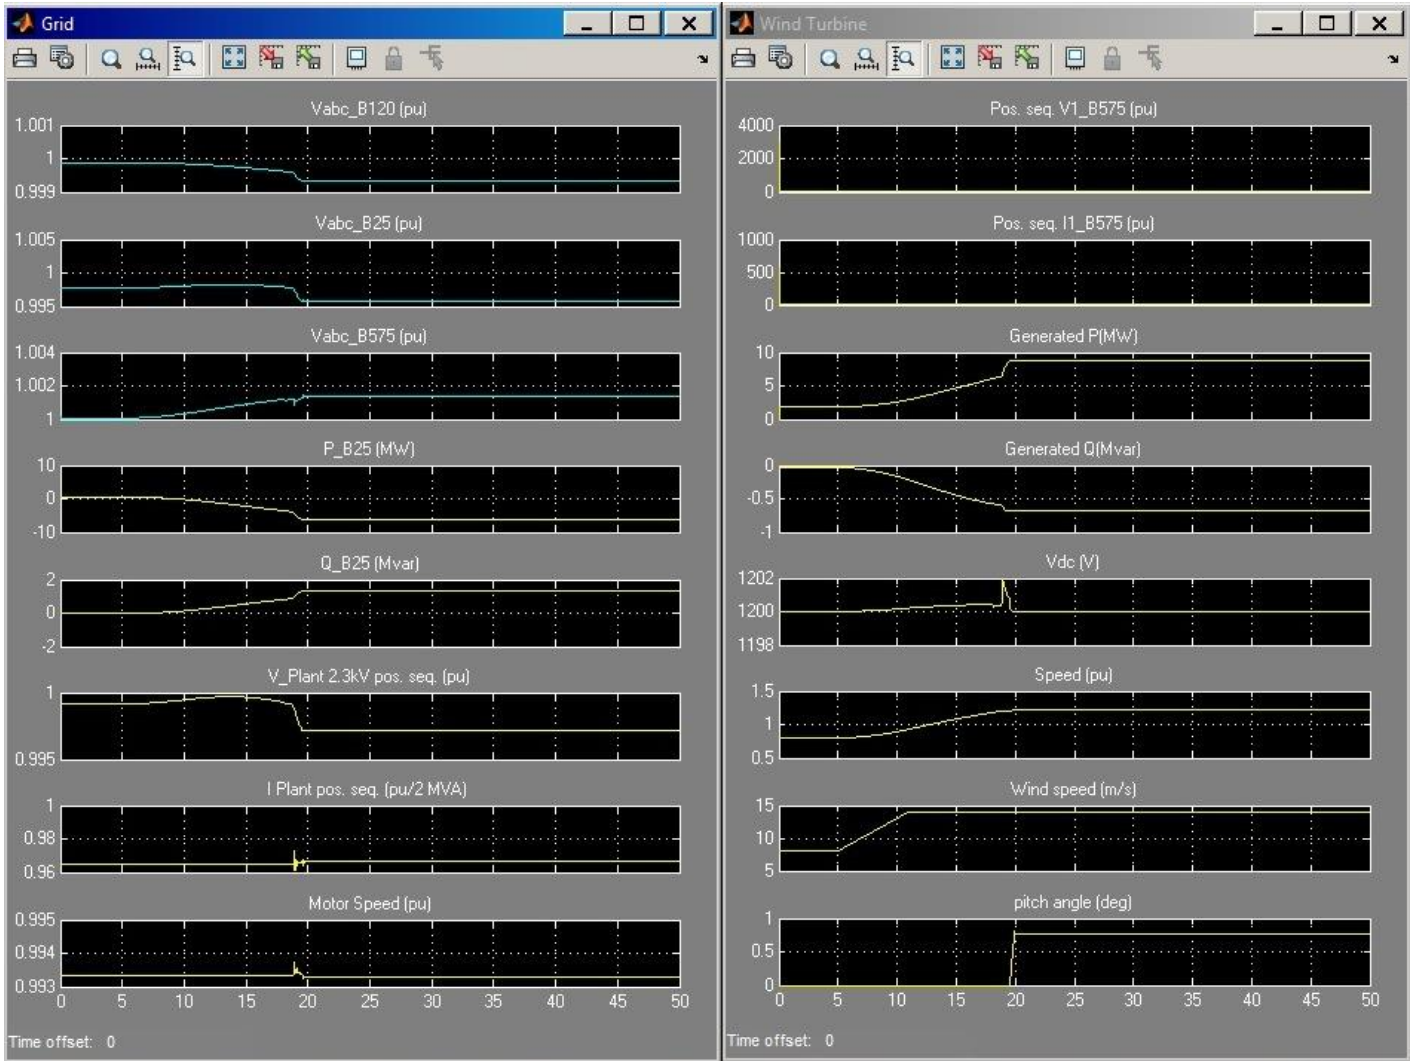 Grid
Vabc_B120 (pu)
1.001
1
0.999
Vabc_B25 (pu)
1.005
1
0.995
Vabc_B575 (pu)
1.004
1.002
1
P_B25 (MW)
10
0
-10
Q_B25 (Mvar)
2
0
-2
V_Plant 2.3kV pos. seq. (pu)
1
0.995
I Plant pos. seq. (pu/2 MVA)
1
0.98
0.96
Motor Speed (pu)
0.995
0.994
0.993
0 5 10 15 20 25 30 35 40 45 50
Time offset: 0
Wind Turbine
Pos. seq. V1_B575 (pu)
4000
2000
0
Pos. seq. I1_B575 (pu)
1000
500
0
Generated P(MW)
10
5
0
Generated Q(Mvar)
0
-0.5
-1
Vdc (V)
1202
1200
1198
Speed (pu)
1.5
1
0.5
Wind speed (m/s)
15
10
5
pitch angle (deg)
1
0.5
0
0 5 10 15 20 25 30 35 40 45 50
Time offset: 0